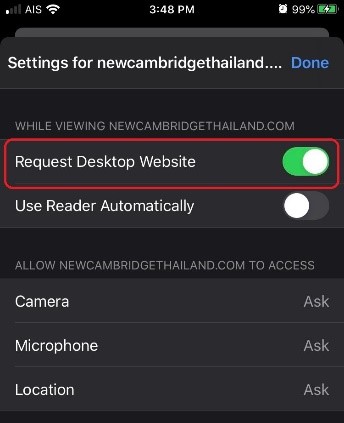 AIS 3:48 PM 99%
Settings for newcambridgethailand.... Done
WHILE VIEWING NEWCAMBRIDGETHAILAND.COM
Request Desktop Website
Use Reader Automatically
ALLOW NEWCAMBRIDGETHAILAND.COM TO ACCESS
Camera Ask
Microphone Ask
Location Ask